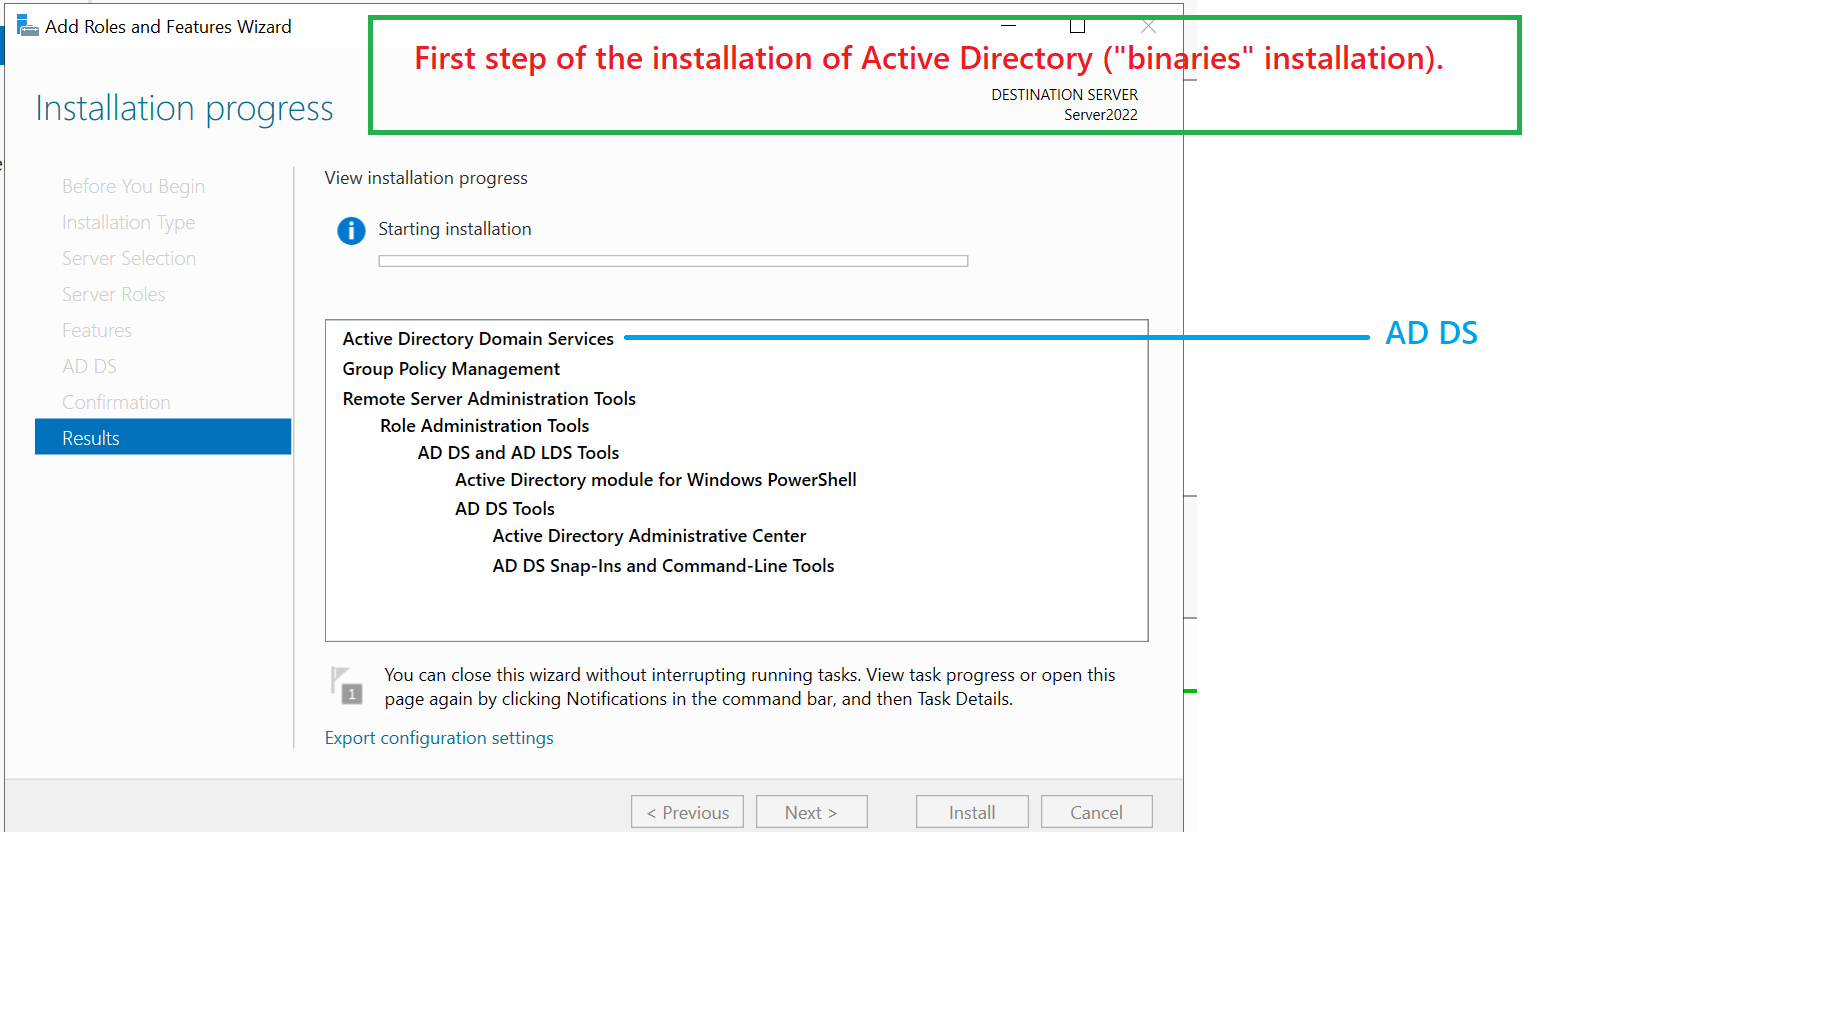 Add Roles and Features Wizard
First step of the installation of Active Directory ("binaries" installation).
Installation progress
DESTINATION SERVER
Server2022
Before You Begin
Installation Type
Server Selection
Server Roles
Features
AD DS
Confirmation
Results
View installation progress
Starting installation
Active Directory Domain Services
AD DS
Group Policy Management
Remote Server Administration Tools
Role Administration Tools
AD DS and AD LDS Tools
Active Directory module for Windows PowerShell
AD DS Tools
Active Directory Administrative Center
AD DS Snap-Ins and Command-Line Tools
1
You can close this wizard without interrupting running tasks. View task progress or open this
page again by clicking Notifications in the command bar, and then Task Details.
Export configuration settings
< Previous
Next >
Install
Cancel